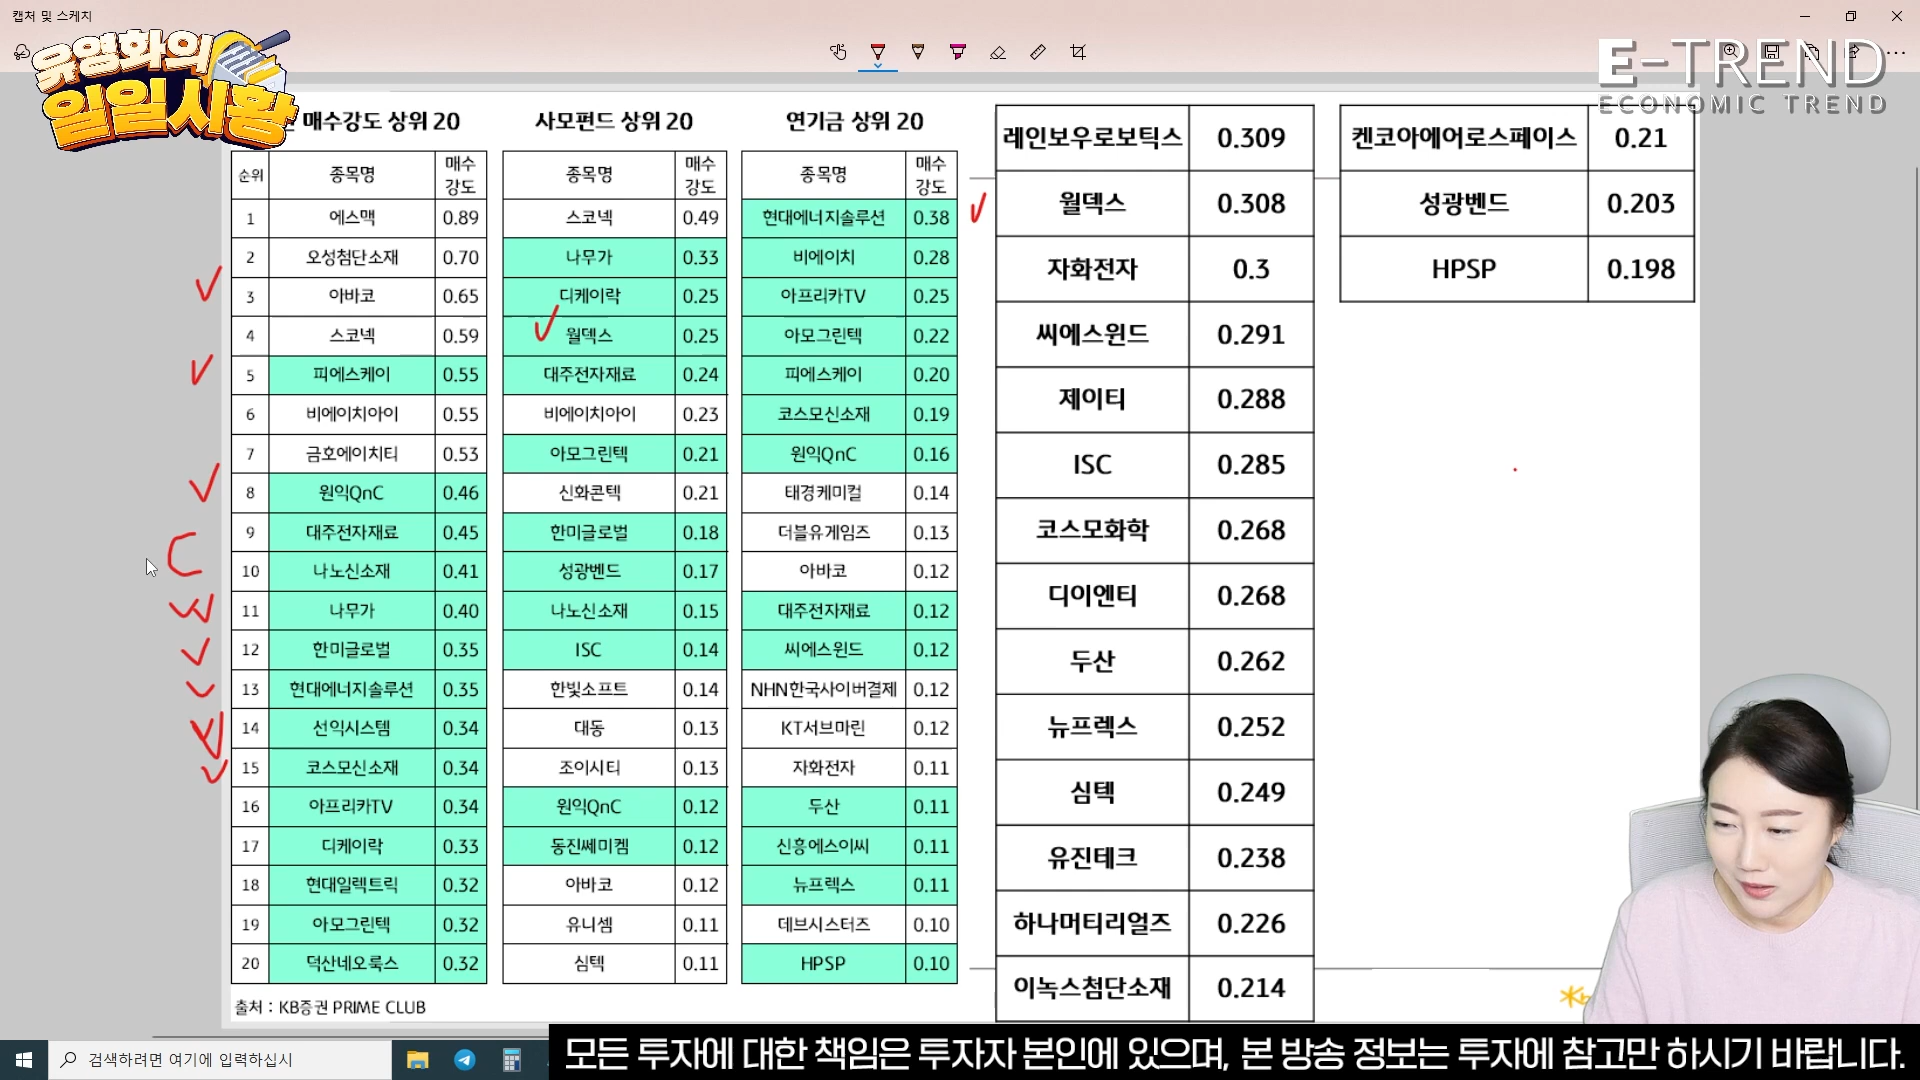 캡처 및 스케치
유영화의
일일시황
E-TREND
ECONOMIC TREND
매수강도 상위 20
순위 종목명 매수강도
1 에스맥 0.89
2 오성첨단소재 0.70
3 아바코 0.65
4 스코넥 0.59
5 피에스케이 0.55
6 비에이치아이 0.55
7 금호에이치티 0.53
8 원익QnC 0.46
9 대주전자재료 0.45
10 나노신소재 0.41
11 나무가 0.40
12 한미글로벌 0.35
13 현대에너지솔루션 0.35
14 선익시스템 0.34
15 코스모신소재 0.34
16 아프리카TV 0.34
17 디케이락 0.33
18 현대일렉트릭 0.32
19 아모그린텍 0.32
20 덕산네오룩스 0.32
사모펀드 상위 20
종목명 매수강도
스코넥 0.49
나무가 0.33
디케이락 0.25
월덱스 0.25
대주전자재료 0.24
비에이치아이 0.23
아모그린텍 0.21
신화콘텍 0.21
한미글로벌 0.18
성광벤드 0.17
나노신소재 0.15
ISC 0.14
한빛소프트 0.14
대동 0.13
조이시티 0.13
원익QnC 0.12
동진쎄미켐 0.12
아바코 0.12
유니셈 0.11
심텍 0.11
연기금 상위 20
종목명 매수강도
현대에너지솔루션 0.38
비에이치 0.28
아프리카TV 0.25
아모그린텍 0.22
피에스케이 0.20
코스모신소재 0.19
원익QnC 0.16
태경케미컬 0.14
더블유게임즈 0.13
아바코 0.12
대주전자재료 0.12
씨에스윈드 0.12
NHN한국사이버결제 0.12
KT서브마린 0.12
자화전자 0.11
두산 0.11
신흥에스이씨 0.11
뉴프렉스 0.11
데브시스터즈 0.10
HPSP 0.10
레인보우로보틱스 0.309
월덱스 0.308
자화전자 0.3
씨에스윈드 0.291
제이티 0.288
ISC 0.285
코스모화학 0.268
디이엔티 0.268
두산 0.262
뉴프렉스 0.252
심텍 0.249
유진테크 0.238
하나머티리얼즈 0.226
이녹스첨단소재 0.214
켄코아에어로스페이스 0.21
성광벤드 0.203
HPSP 0.198
출처 : KB증권 PRIME CLUB
검색하려면 여기에 입력하십시
모든 투자에 대한 책임은 투자자 본인에 있으며, 본 방송 정보는 투자에 참고만 하시기 바랍니다.